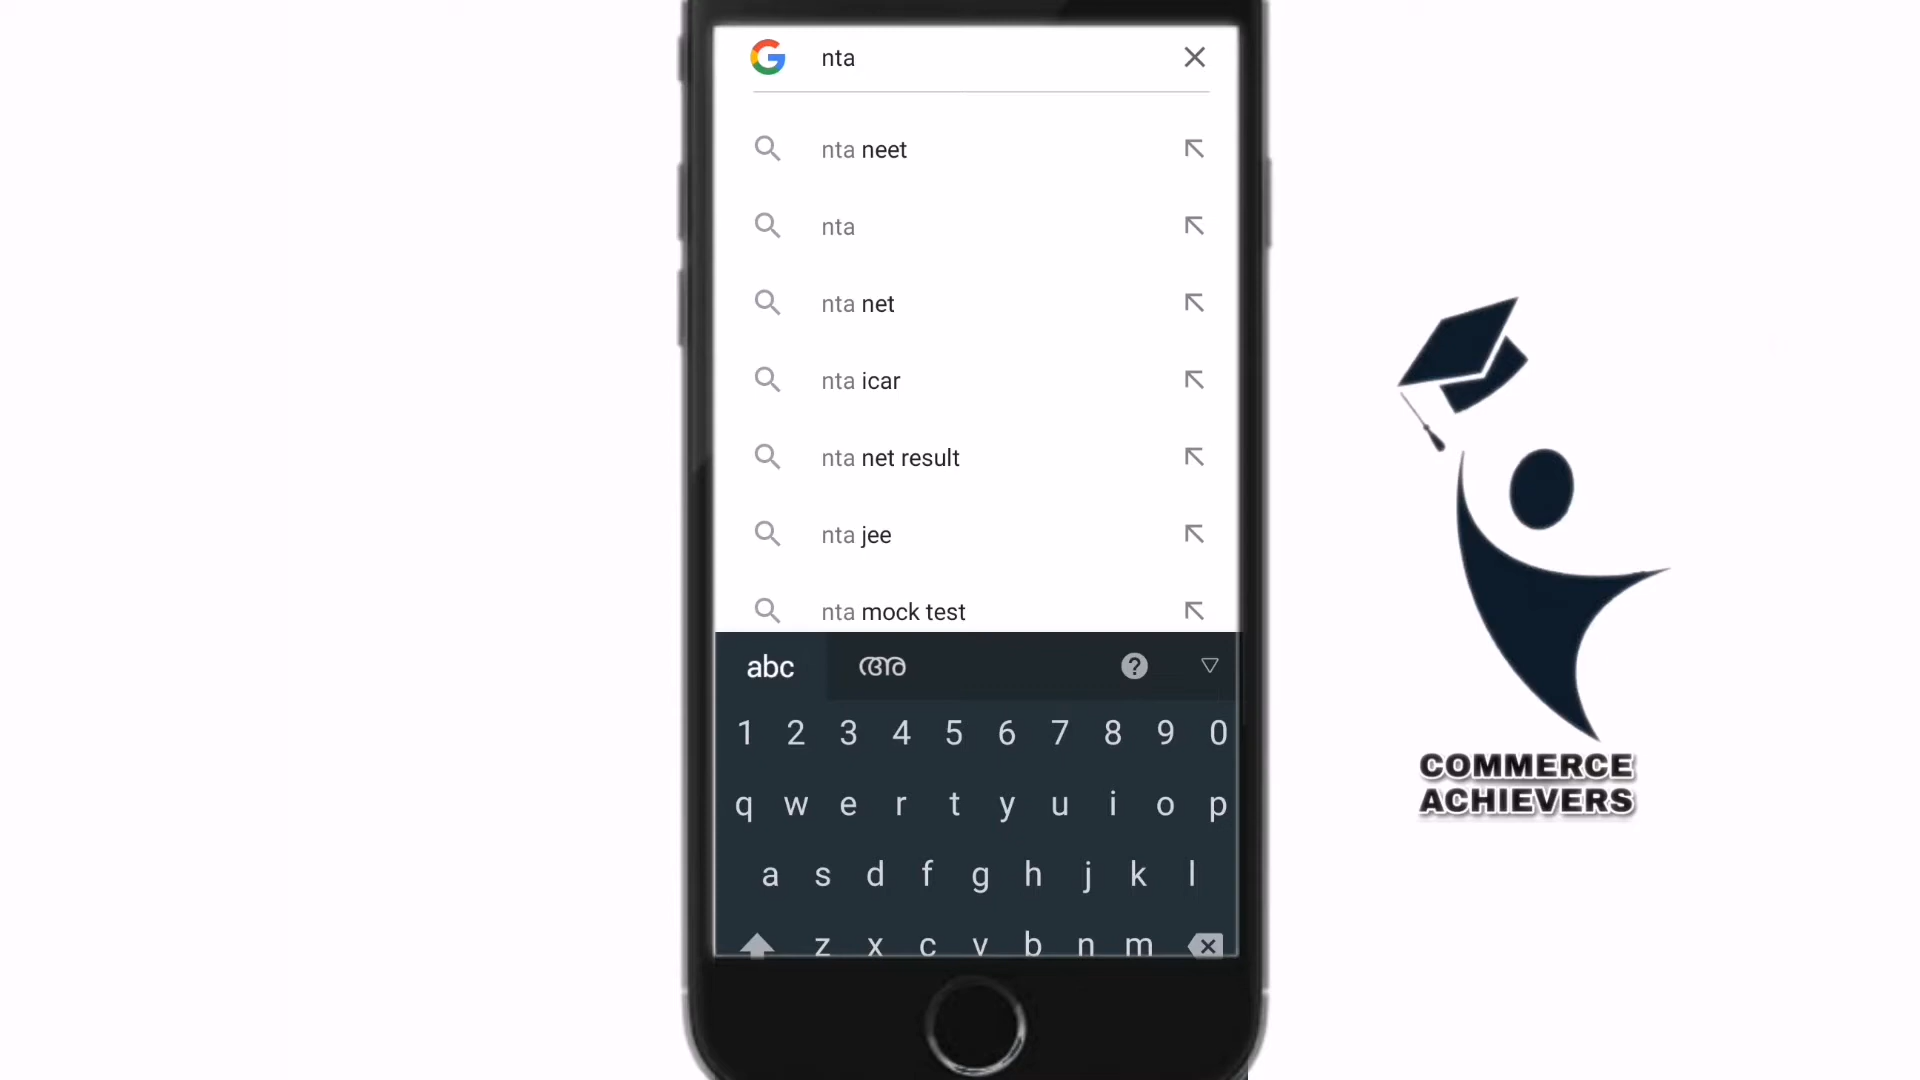 nta
nta neet
nta
nta net
nta icar
nta net result
nta jee
nta mock test
abc അ
1 2 3 4 5 6 7 8 9 0
q w e r t y u i o p
a s d f g h j k l
z x c v b n m
COMMERCE
ACHIEVERS